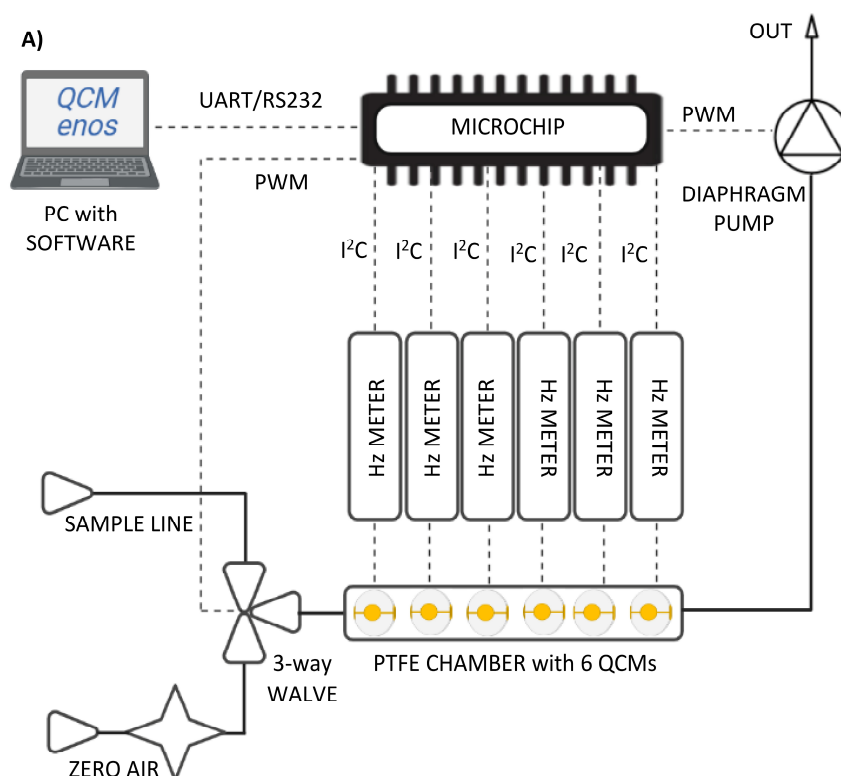 A)
OUT
QCM
enos
UART/RS232
MICROCHIP
PWM
PWM
PC with
SOFTWARE
DIAPHRAGM
PUMP
I²C
I²C
I²C
I²C
I²C
I²C
Hz METER
Hz METER
Hz METER
Hz METER
Hz METER
Hz METER
SAMPLE LINE
3-way
WALVE
PTFE CHAMBER with 6 QCMs
ZERO AIR